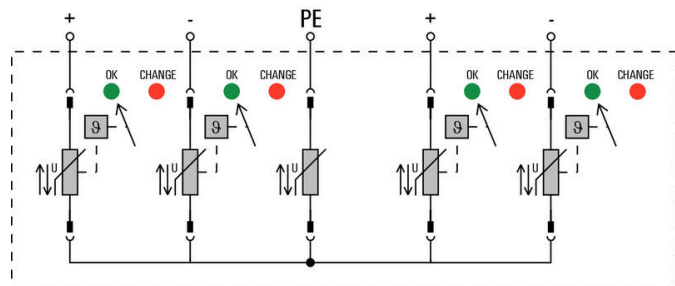 + - PE + -
OK CHANGE OK CHANGE OK CHANGE OK CHANGE
ϑ ϑ ϑ ϑ
U U U U U